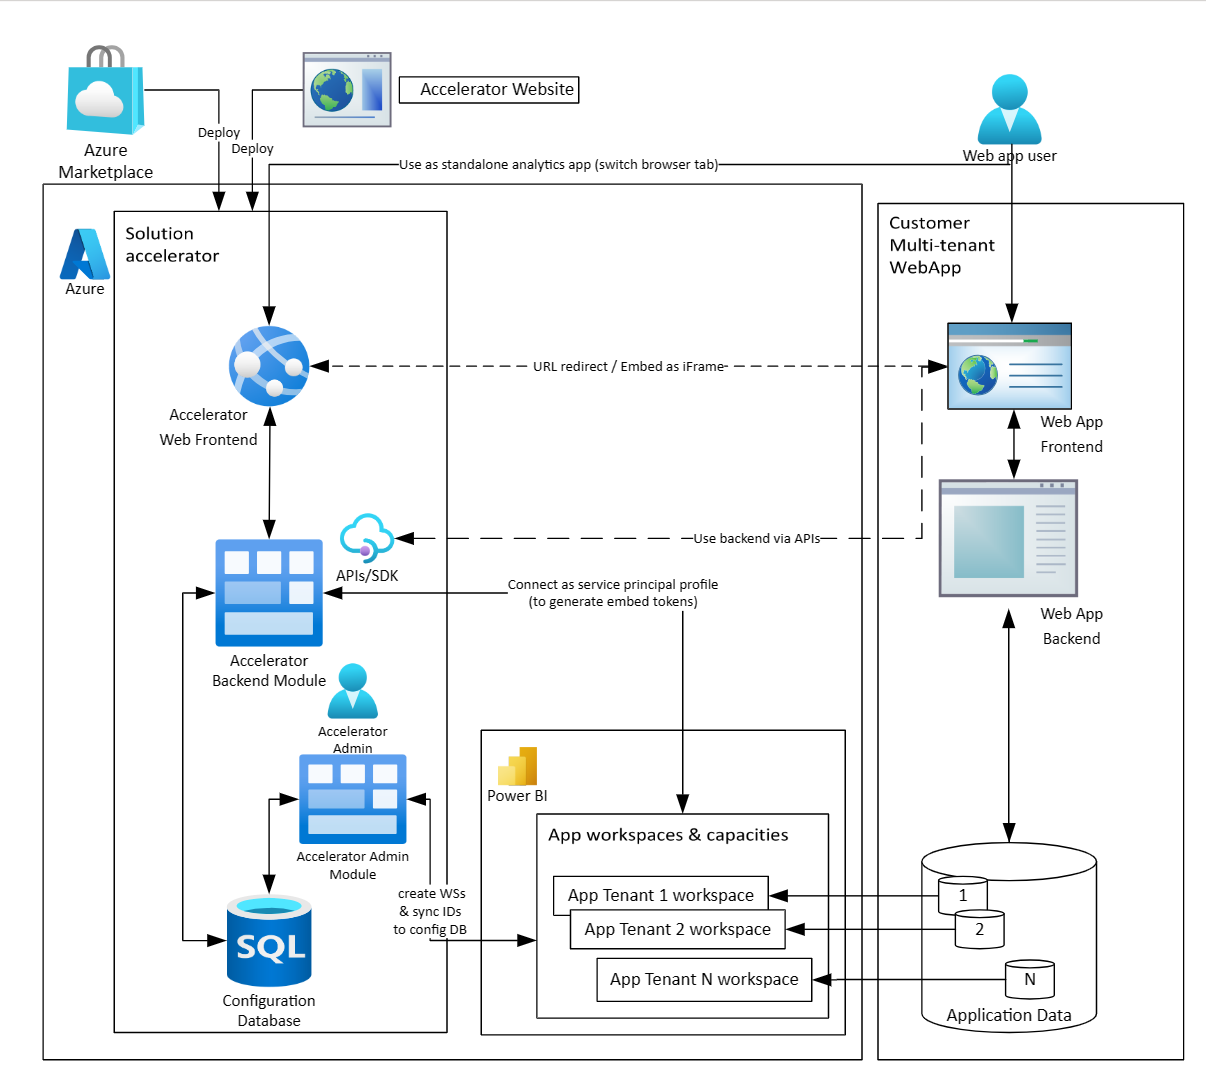 Accelerator Website
Deploy
Deploy
Azure
Marketplace
Web app user
Use as standalone analytics app (switch browser tab)
Solution
accelerator
Customer
Multi-tenant
WebApp
Azure
URL redirect / Embed as iFrame
Accelerator
Web Frontend
Web App
Frontend
Use backend via APIs
APIs/SDK
Connect as service principal profile
(to generate embed tokens)
Web App
Backend
Accelerator
Backend Module
Accelerator
Admin
Power BI
App workspaces & capacities
Accelerator Admin
Module
create WSs
& sync IDs
to config DB
App Tenant 1 workspace
1
App Tenant 2 workspace
2
SQL
App Tenant N workspace
N
Configuration
Database
Application Data